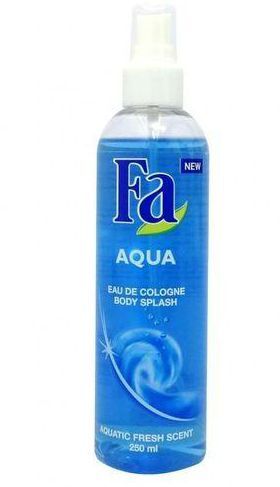 NEW
Fa
AQUA
EAU DE COLOGNE
BODY SPLASH
AQUATIC FRESH SCENT
250 ml